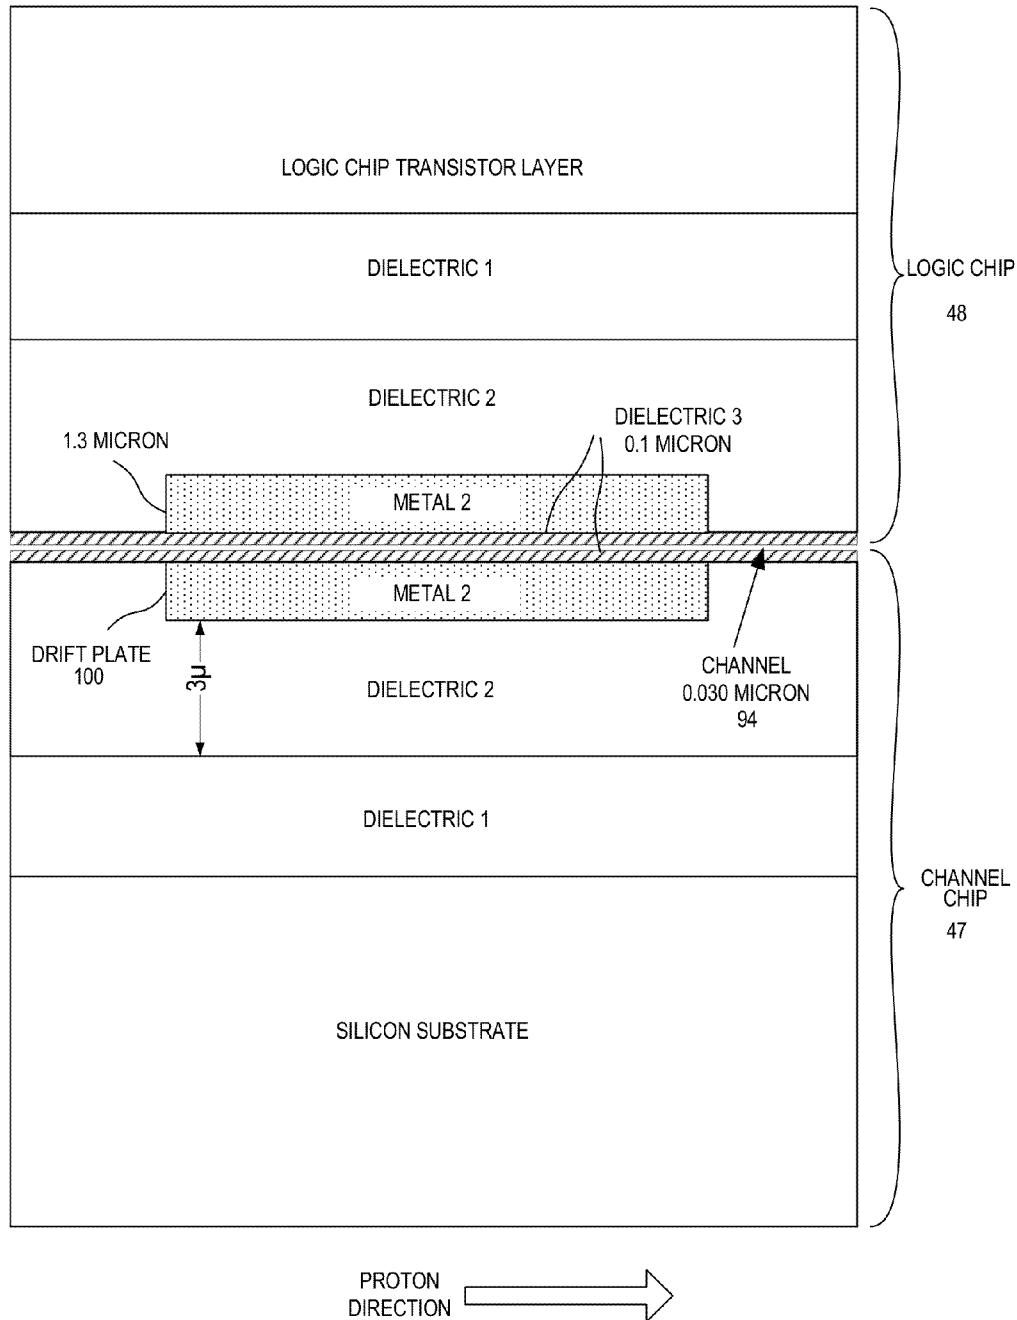 LOGIC CHIP TRANSISTOR LAYER
DIELECTRIC 1
LOGIC CHIP
48
DIELECTRIC 2
DIELECTRIC 3
0.1 MICRON
1.3 MICRON
METAL 2
METAL 2
DRIFT PLATE
100
3μ
DIELECTRIC 2
CHANNEL
0.030 MICRON
94
DIELECTRIC 1
CHANNEL
CHIP
47
SILICON SUBSTRATE
PROTON
DIRECTION